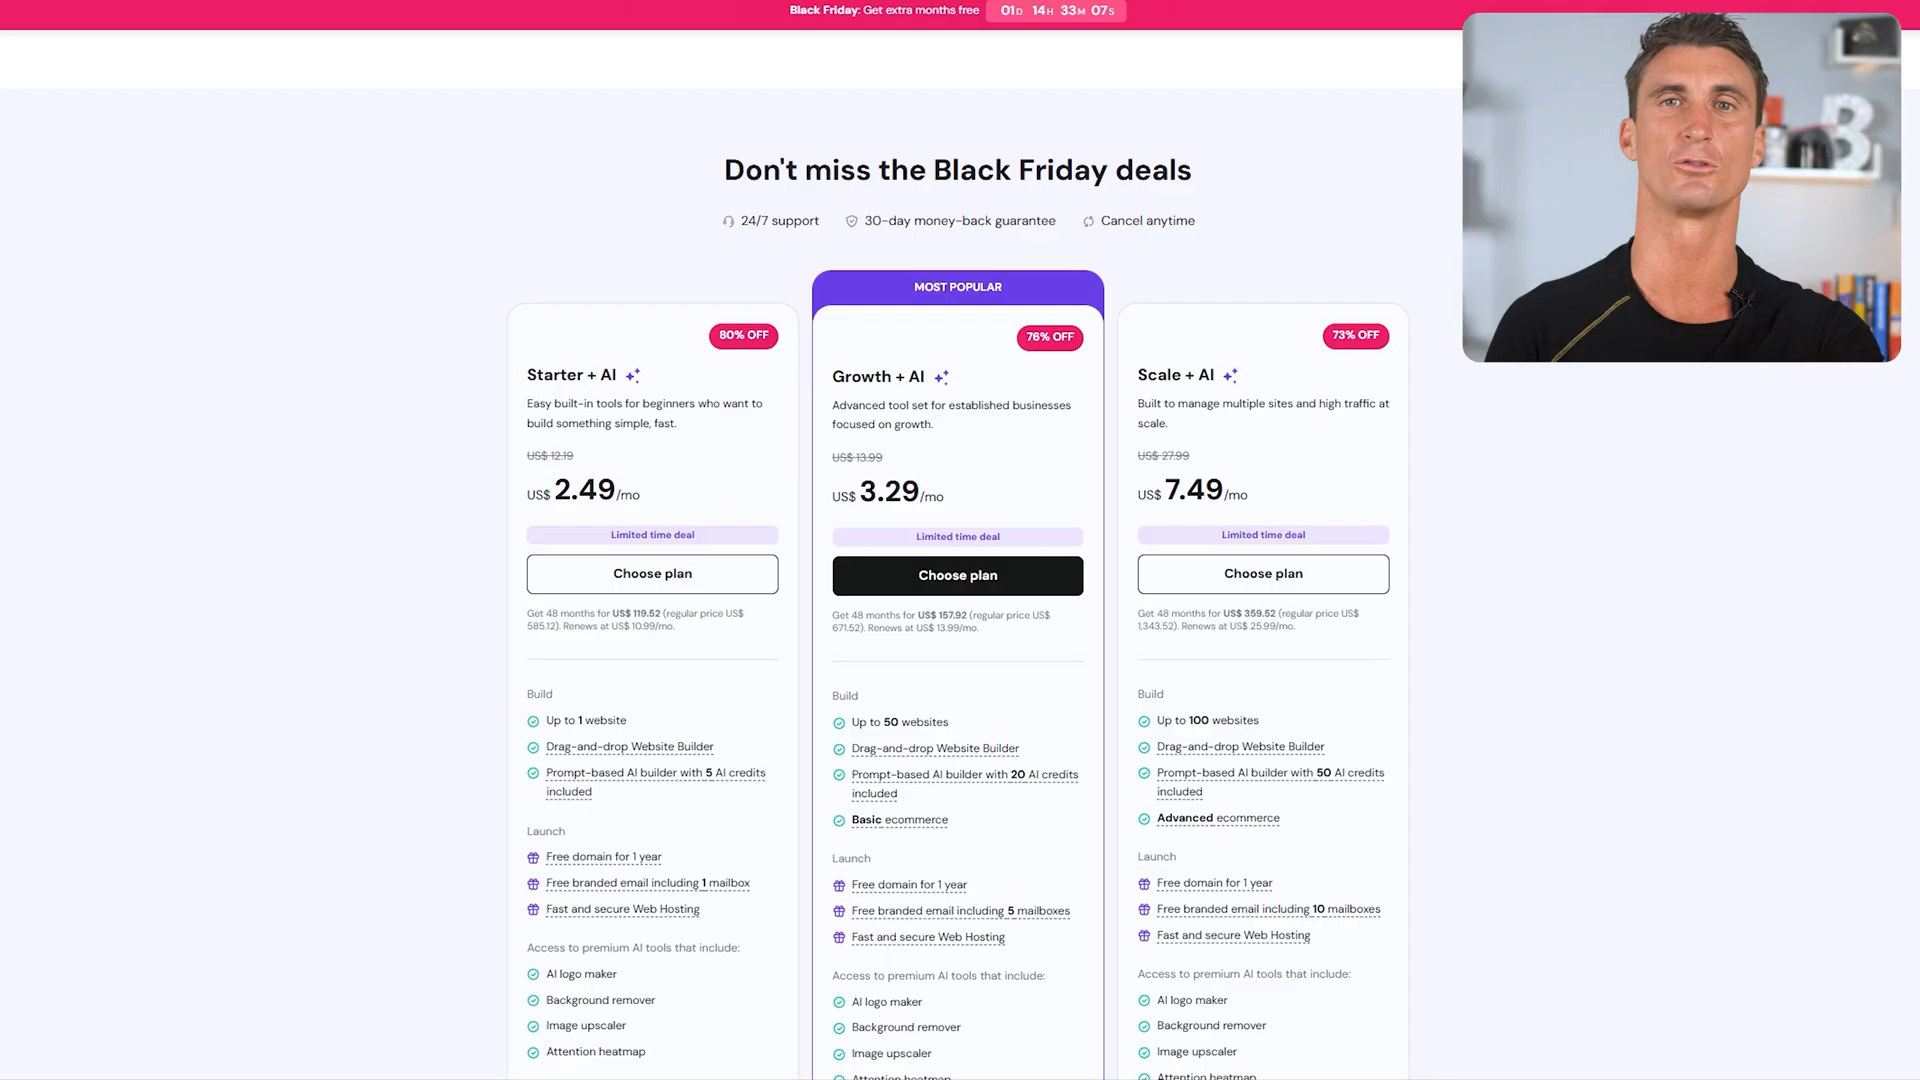 Black Friday: Get extra months free 01D 14H 33M 07S
Don't miss the Black Friday deals
24/7 support 30-day money-back guarantee Cancel anytime
80% OFF
Starter + AI
Easy built-in tools for beginners who want to
build something simple, fast.
US$ 12.19
US$ 2.49/mo
Limited time deal
Choose plan
Get 48 months for US$ 119.52 (regular price US$
585.12). Renews at US$ 10.99/mo.
Build
Up to 1 website
Drag-and-drop Website Builder
Prompt-based AI builder with 5 AI credits
included
Launch
Free domain for 1 year
Free branded email including 1 mailbox
Fast and secure Web Hosting
Access to premium AI tools that include:
AI logo maker
Background remover
Image upscaler
Attention heatmap
MOST POPULAR
76% OFF
Growth + AI
Advanced tool set for established businesses
focused on growth.
US$ 13.99
US$ 3.29/mo
Limited time deal
Choose plan
Get 48 months for US$ 157.92 (regular price US$
671.52). Renews at US$ 13.99/mo.
Build
Up to 50 websites
Drag-and-drop Website Builder
Prompt-based AI builder with 20 AI credits
included
Basic ecommerce
Launch
Free domain for 1 year
Free branded email including 5 mailboxes
Fast and secure Web Hosting
Access to premium AI tools that include:
AI logo maker
Background remover
Image upscaler
Attention heatmap
73% OFF
Scale + AI
Built to manage multiple sites and high traffic at
scale.
US$ 27.99
US$ 7.49/mo
Limited time deal
Choose plan
Get 48 months for US$ 359.52 (regular price US$
1,343.52). Renews at US$ 25.99/mo.
Build
Up to 100 websites
Drag-and-drop Website Builder
Prompt-based AI builder with 50 AI credits
included
Advanced ecommerce
Launch
Free domain for 1 year
Free branded email including 10 mailboxes
Fast and secure Web Hosting
Access to premium AI tools that include:
AI logo maker
Background remover
Image upscaler
Attention heatmap